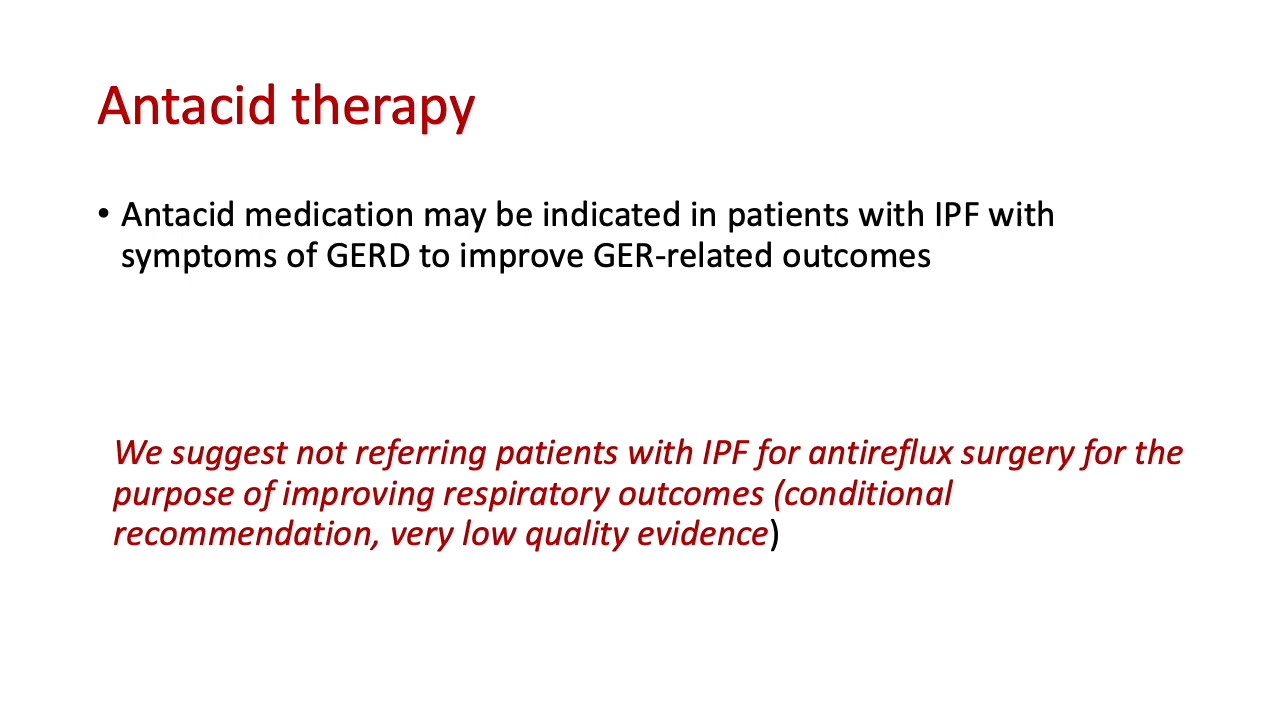 Antacid therapy
• Antacid medication may be indicated in patients with IPF with
symptoms of GERD to improve GER-related outcomes
We suggest not referring patients with IPF for antireflux surgery for the
purpose of improving respiratory outcomes (conditional
recommendation, very low quality evidence)